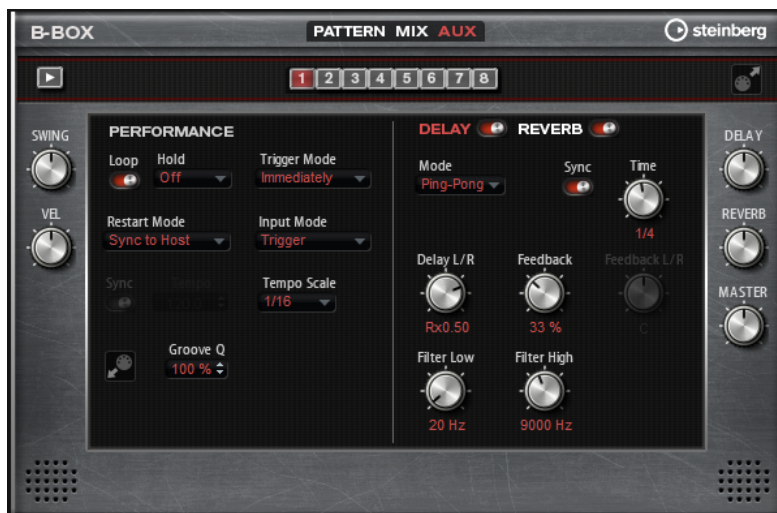 B-BOX
PATTERN MIX AUX
steinberg
1 2 3 4 5 6 7 8
SWING
VEL
PERFORMANCE
Loop
Hold
Off
Trigger Mode
Immediately
Restart Mode
Sync to Host
Input Mode
Trigger
Sync
Tempo
Tempo Scale
1/16
Groove Q
100 %
DELAY
REVERB
Mode
Ping-Pong
Sync
Time
1/4
Delay L/R
Rx0.50
Feedback
33 %
Feedback L/R
C
Filter Low
20 Hz
Filter High
9000 Hz
DELAY
REVERB
MASTER